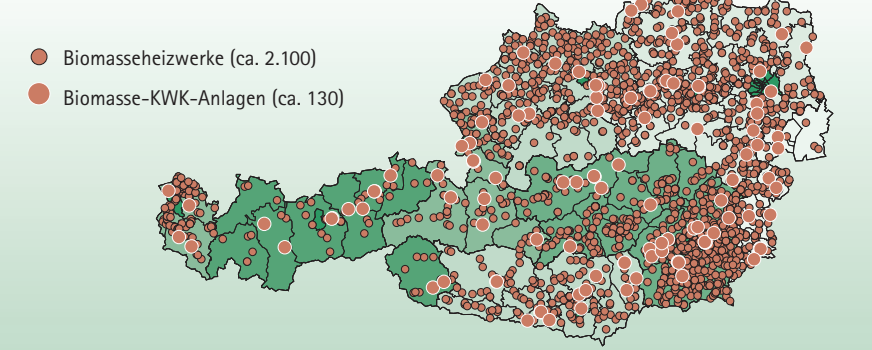 Biomasseheizwerke (ca. 2.100)
Biomasse-KWK-Anlagen (ca. 130)